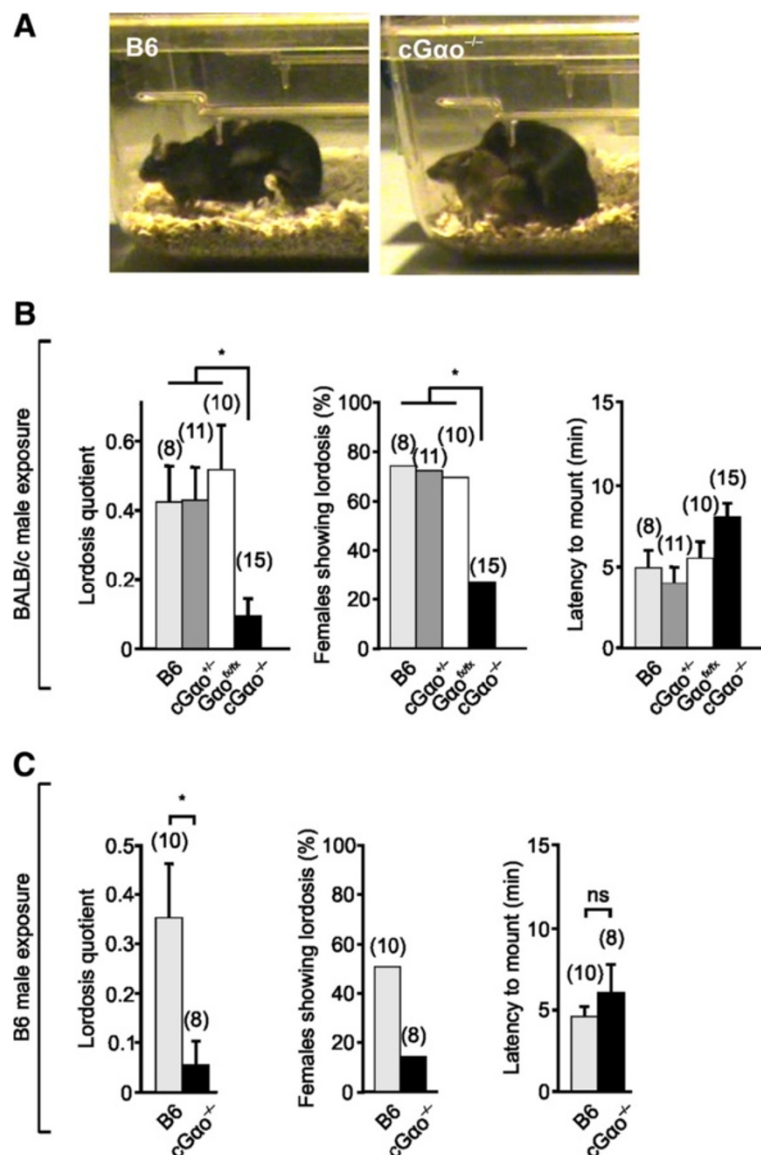 A
B6
cGαo⁻/⁻
B
BALB/c male exposure
Lordosis quotient
0.6
0.4
0.2
0
(8)
(11)
(10)
(15)
*
B6
cGαo⁺/⁻
Gαoᶠˣ/ᶠˣ
cGαo⁻/⁻
Females showing lordosis (%)
100
80
60
40
20
0
(8)
(11)
(10)
(15)
*
B6
cGαo⁺/⁻
Gαoᶠˣ/ᶠˣ
cGαo⁻/⁻
Latency to mount (min)
15
10
5
0
(8)
(11)
(10)
(15)
B6
cGαo⁺/⁻
Gαoᶠˣ/ᶠˣ
cGαo⁻/⁻
C
B6 male exposure
Lordosis quotient
0.5
0.4
0.3
0.2
0.1
0
*
(10)
(8)
B6
cGαo⁻/⁻
Females showing lordosis (%)
100
80
60
40
20
0
(10)
(8)
B6
cGαo⁻/⁻
Latency to mount (min)
15
10
5
0
ns
(10)
(8)
B6
cGαo⁻/⁻